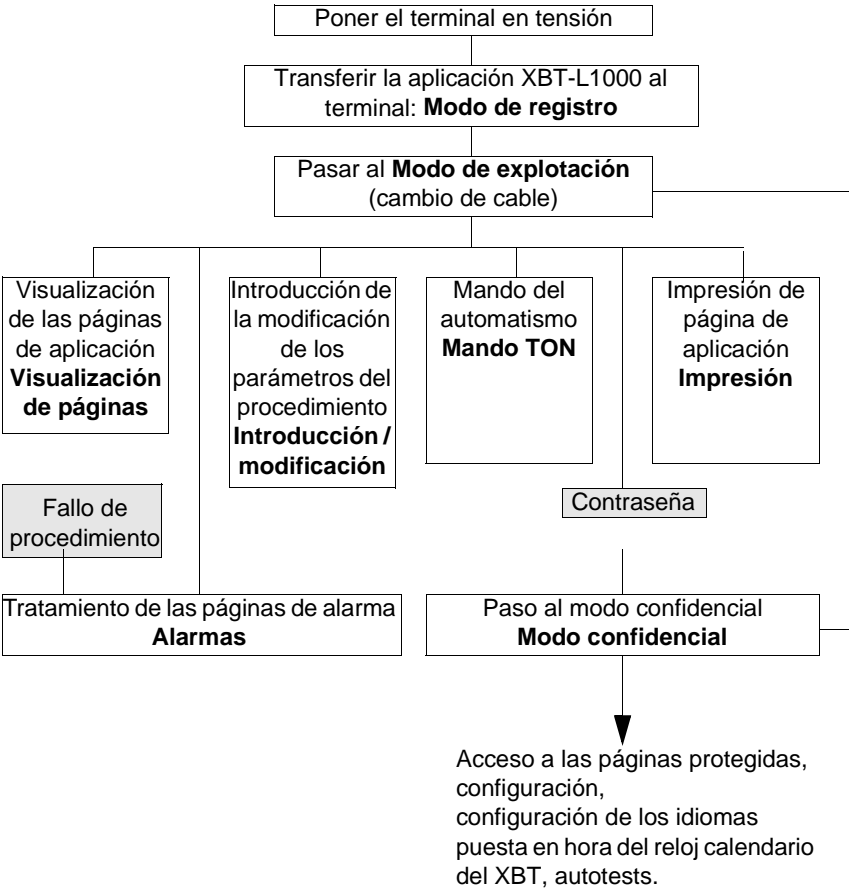 Poner el terminal en tensión
Transferir la aplicación XBT-L1000 al
terminal: Modo de registro
Pasar al Modo de explotación
(cambio de cable)
Visualización
de las páginas
de aplicación
Visualización
de páginas
Introducción de
la modificación
de los
parámetros del
procedimiento
Introducción /
modificación
Mando del
automatismo
Mando TON
Impresión de
página de
aplicación
Impresión
Fallo de
procedimiento
Contraseña
Tratamiento de las páginas de alarma
Alarmas
Paso al modo confidencial
Modo confidencial
Acceso a las páginas protegidas,
configuración,
configuración de los idiomas
puesta en hora del reloj calendario
del XBT, autotests.